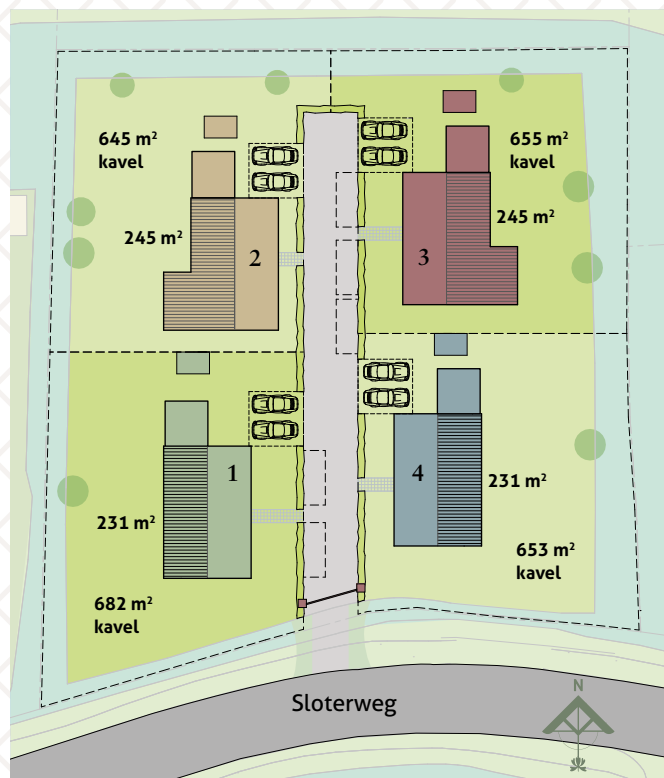 645 m²
kavel
655 m²
kavel
245 m²
2
245 m²
3
1
4
231 m²
231 m²
653 m²
kavel
682 m²
kavel
Sloterweg
N